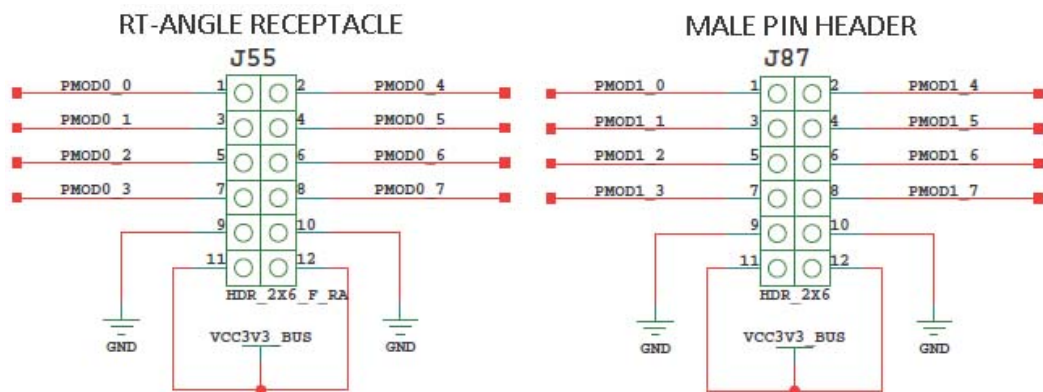 RT-ANGLE RECEPTACLE
J55
PMOD0_0 1 2 PMOD0_4
PMOD0_1 3 4 PMOD0_5
PMOD0_2 5 6 PMOD0_6
PMOD0_3 7 8 PMOD0_7
9 10
11 12
HDR_2X6_F_RA
VCC3V3_BUS
GND GND
MALE PIN HEADER
J87
PMOD1_0 1 2 PMOD1_4
PMOD1_1 3 4 PMOD1_5
PMOD1_2 5 6 PMOD1_6
PMOD1_3 7 8 PMOD1_7
9 10
11 12
HDR_2X6
VCC3V3_BUS
GND GND